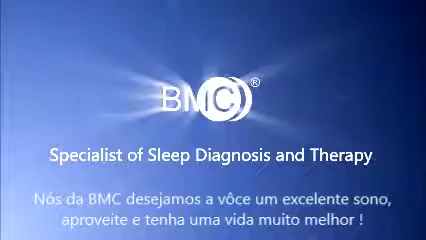 BMC®
Specialist of Sleep Diagnosis and Therapy
Nós da BMC desejamos a vôce um excelente sono,
aproveite e tenha uma vida muito melhor !